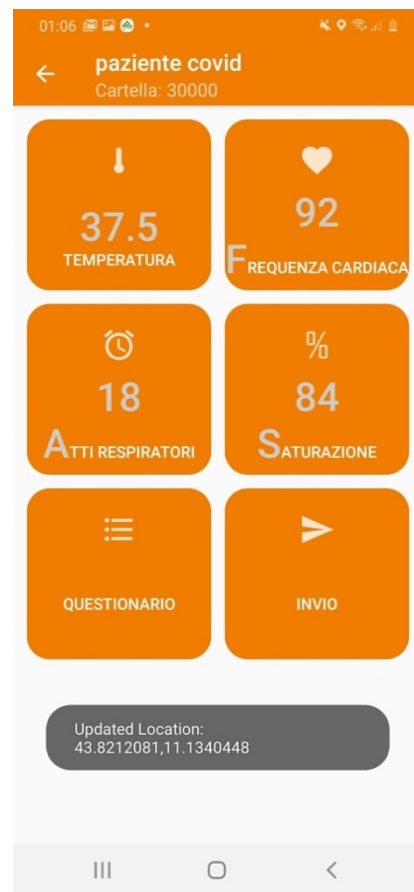 01:06
paziente covid
Cartella: 30000
37.5
TEMPERATURA
92
FREQUENZA CARDIACA
18
ATTI RESPIRATORI
%
84
SATURAZIONE
QUESTIONARIO
INVIO
Updated Location:
43.8212081,11.1340448